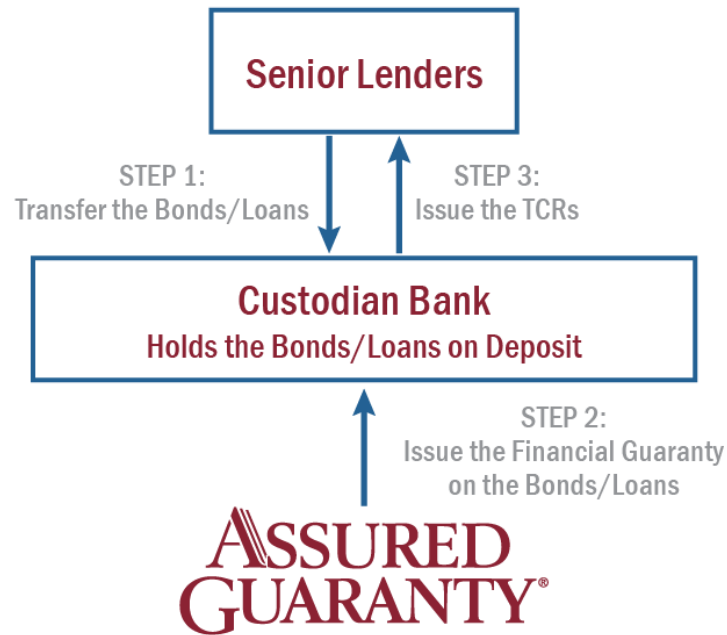 Senior Lenders
STEP 1:
Transfer the Bonds/Loans
STEP 3:
Issue the TCRs
Custodian Bank
Holds the Bonds/Loans on Deposit
STEP 2:
Issue the Financial Guaranty
on the Bonds/Loans
ASSURED
GUARANTY®